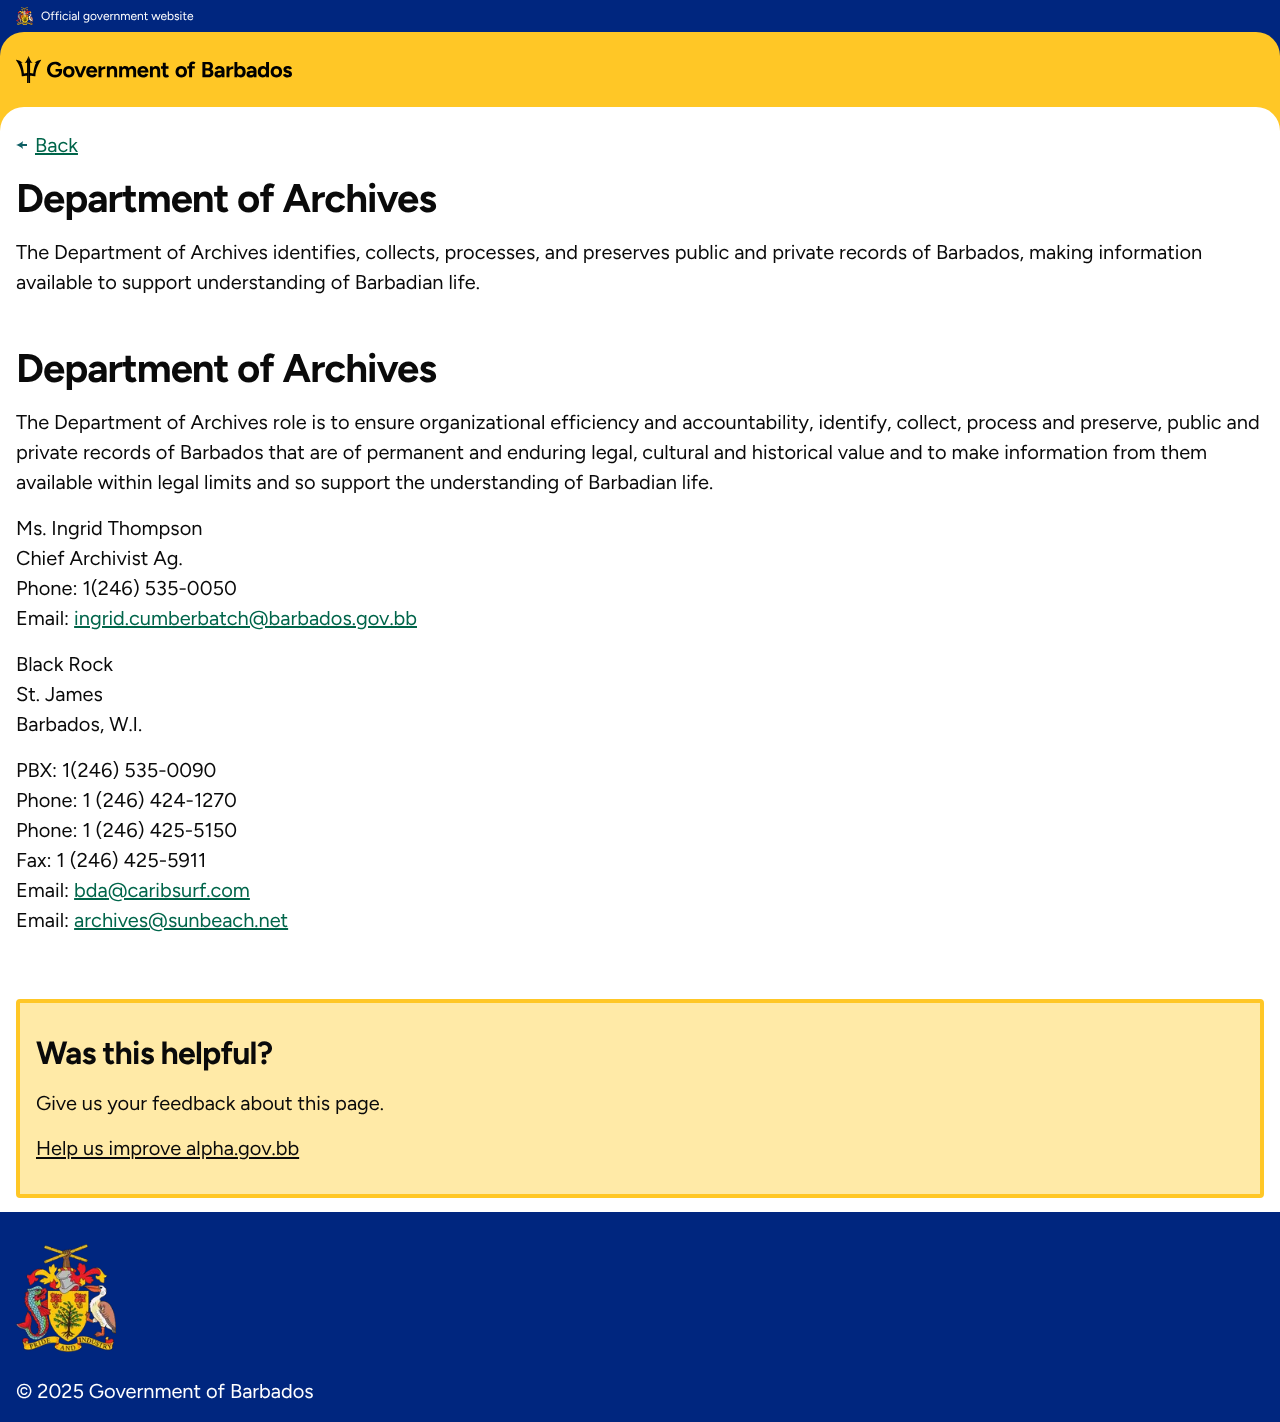 Official government website
Government of Barbados
Back
Department of Archives
The Department of Archives identifies, collects, processes, and preserves public and private records of Barbados, making information
available to support understanding of Barbadian life.
Department of Archives
The Department of Archives role is to ensure organizational efficiency and accountability, identify, collect, process and preserve, public and
private records of Barbados that are of permanent and enduring legal, cultural and historical value and to make information from them
available within legal limits and so support the understanding of Barbadian life.
Ms. Ingrid Thompson
Chief Archivist Ag.
Phone: 1(246) 535-0050
Email: ingrid.cumberbatch@barbados.gov.bb
Black Rock
St. James
Barbados, W.I.
PBX: 1(246) 535-0090
Phone: 1 (246) 424-1270
Phone: 1 (246) 425-5150
Fax: 1 (246) 425-5911
Email: bda@caribsurf.com
Email: archives@sunbeach.net
Was this helpful?
Give us your feedback about this page.
Help us improve alpha.gov.bb
PRIDE AND INDUSTRY
© 2025 Government of Barbados